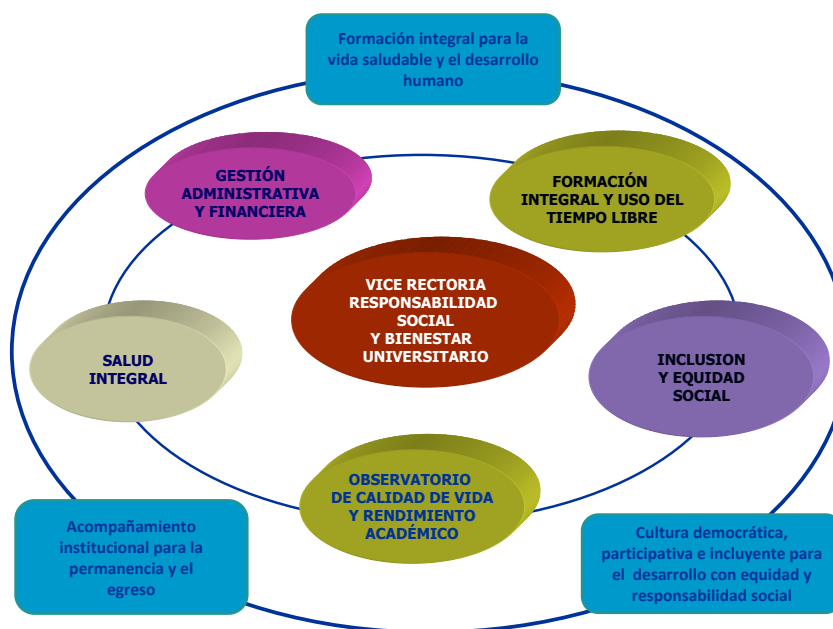 Formación integral para la
vida saludable y el desarrollo
humano
GESTIÓN
ADMINISTRATIVA
Y FINANCIERA
FORMACIÓN
INTEGRAL Y USO DEL
TIEMPO LIBRE
VICE RECTORIA
RESPONSABILIDAD
SOCIAL
Y BIENESTAR
UNIVERSITARIO
SALUD
INTEGRAL
INCLUSION
Y EQUIDAD
SOCIAL
OBSERVATORIO
DE CALIDAD DE VIDA
Y RENDIMIENTO
ACADÉMICO
Acompañamiento
institucional para la
permanencia y el
egreso
Cultura democrática,
participativa e incluyente para
el desarrollo con equidad y
responsabilidad social